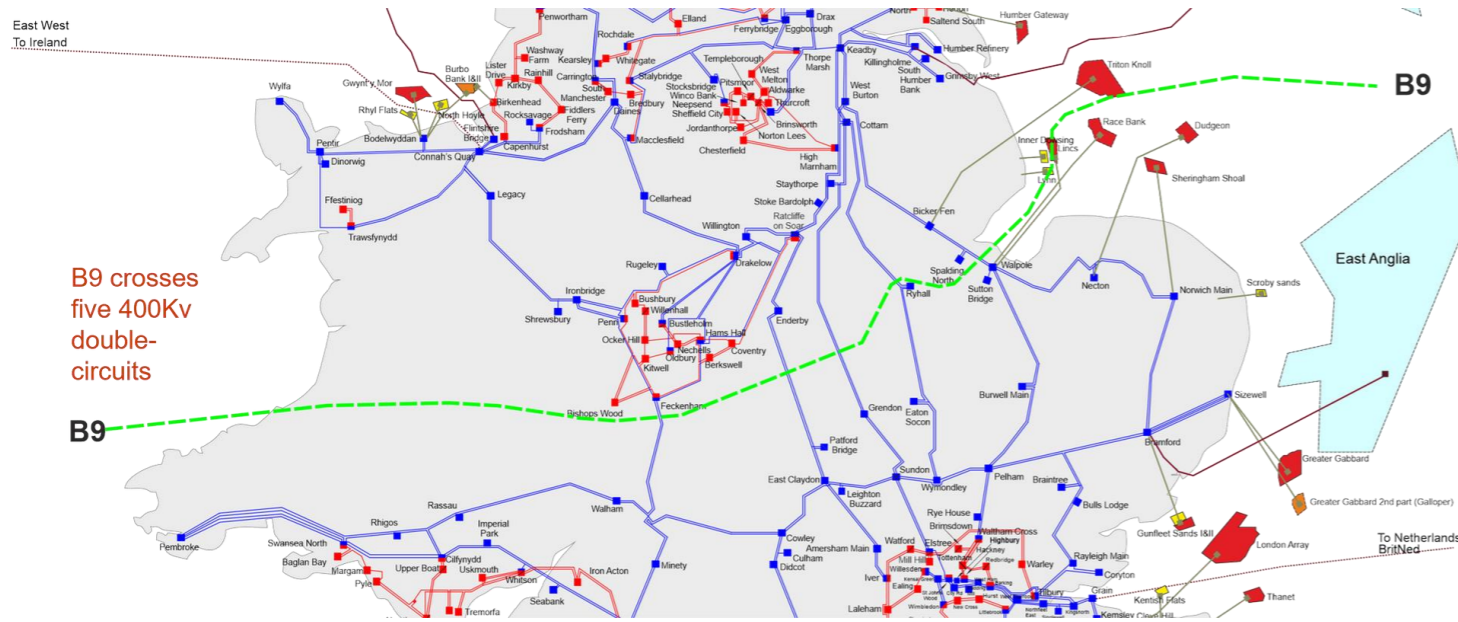 East West
To Ireland
Penwortham
Elland
Ferrybridge
Drax
Eggborough
North
Saltend South
Humber Gateway
Rochdale
Washway
Farm
Kearsley
Whitegate
Templeborough
Thorpe
Marsh
Keadby
Killingholme
Humber Refinery
South
Humber
Bank
Grimsby West
Triton Knoll
B9
Wylfa
Gwynt y Mor
Burbo
Bank I&II
Lister
Drive
Rainhill
Kirkby
Carrington
South
Manchester
Stalybridge
Bredbury
Stocksbridge
Pitsmoor
West
Melton
Aldwarke
Winco Bank
Neepsend
Sheffield City
Thurcroft
Brinsworth
Jordanthorpe
Norton Lees
Chesterfield
West
Burton
Cottam
High
Marnham
Rhyl Flats
North Hoyle
Birkenhead
Rocksavage
Fiddlers
Ferry
Daines
Macclesfield
Flintshire
Bridge
Frodsham
Capenhurst
Bodelwyddan
Connah's Quay
Pentir
Dinorwig
Race Bank
Dudgeon
Inner Dowsing
Lincs
Lynn
Sheringham Shoal
Legacy
Cellarhead
Staythorpe
Stoke Bardolph
Ratcliffe
on Soar
Willington
Bicker Fen
Ffestiniog
Trawsfynydd
Rugeley
Drakelow
Spalding
North
Walpole
Sutton
Bridge
Necton
Norwich Main
Scroby sands
East Anglia
B9 crosses
five 400Kv
double-
circuits
Ironbridge
Shrewsbury
Penn
Bushbury
Willenhall
Bustleholm
Hams Hall
Ocker Hill
Nechells
Oldbury
Coventry
Kitwell
Berkswell
Enderby
Ryhall
B9
Bishops Wood
Feckenham
Grendon
Eaton
Socon
Burwell Main
Sizewell
Bramford
Patford
Bridge
East Claydon
Leighton
Buzzard
Sundon
Wymondley
Pelham
Braintree
Bulls Lodge
Greater Gabbard
Greater Gabbard 2nd part (Galloper)
Gunfleet Sands I&II
London Array
Walham
Rassau
Rhigos
Imperial
Park
Pembroke
Swansea North
Baglan Bay
Margam
Pyle
Cilfynydd
Upper Boat
Uskmouth
Whitson
Iron Acton
Tremorfa
Seabank
Minety
Cowley
Culham
Didcot
Amersham Main
Iver
Rye House
Brimsdown
Waltham Cross
Watford
Elstree
Highbury
Hackney
Mill Hill
Tottenham
Redbridge
Willesden
Ealing
Warley
Laleham
Wimbledon
New Cross
Hurst
Littlebrook
Tilbury
Rayleigh Main
Coryton
Grain
Kingsnorth
Kemsley
Kentish Flats
Thanet
To Netherlands
BritNed